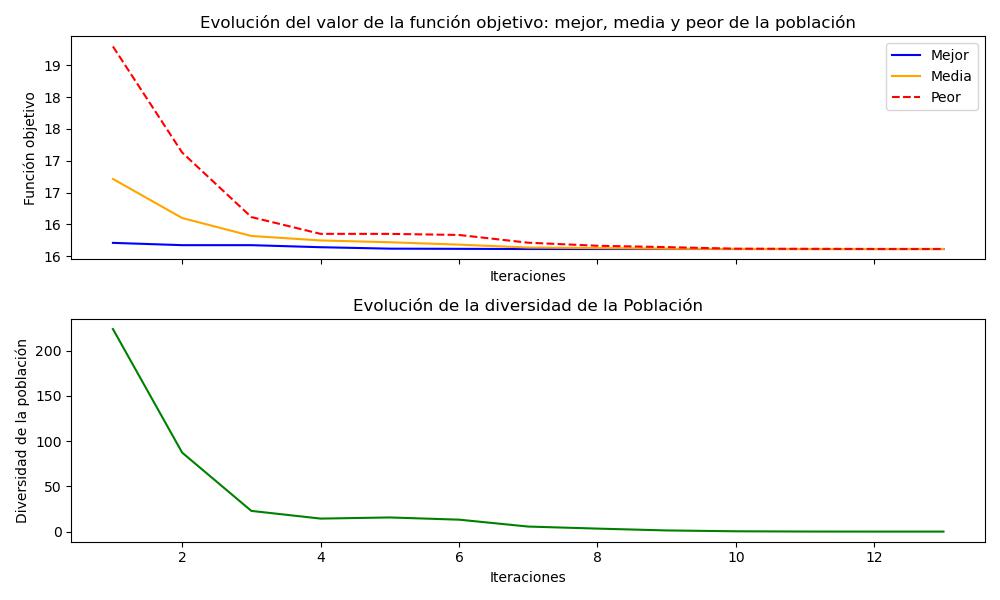 Evolución del valor de la función objetivo: mejor, media y peor de la población
Función objetivo
19
18
18
17
17
16
16
Mejor
Media
Peor
Iteraciones
Evolución de la diversidad de la Población
Diversidad de la población
200
150
100
50
0
2 4 6 8 10 12
Iteraciones